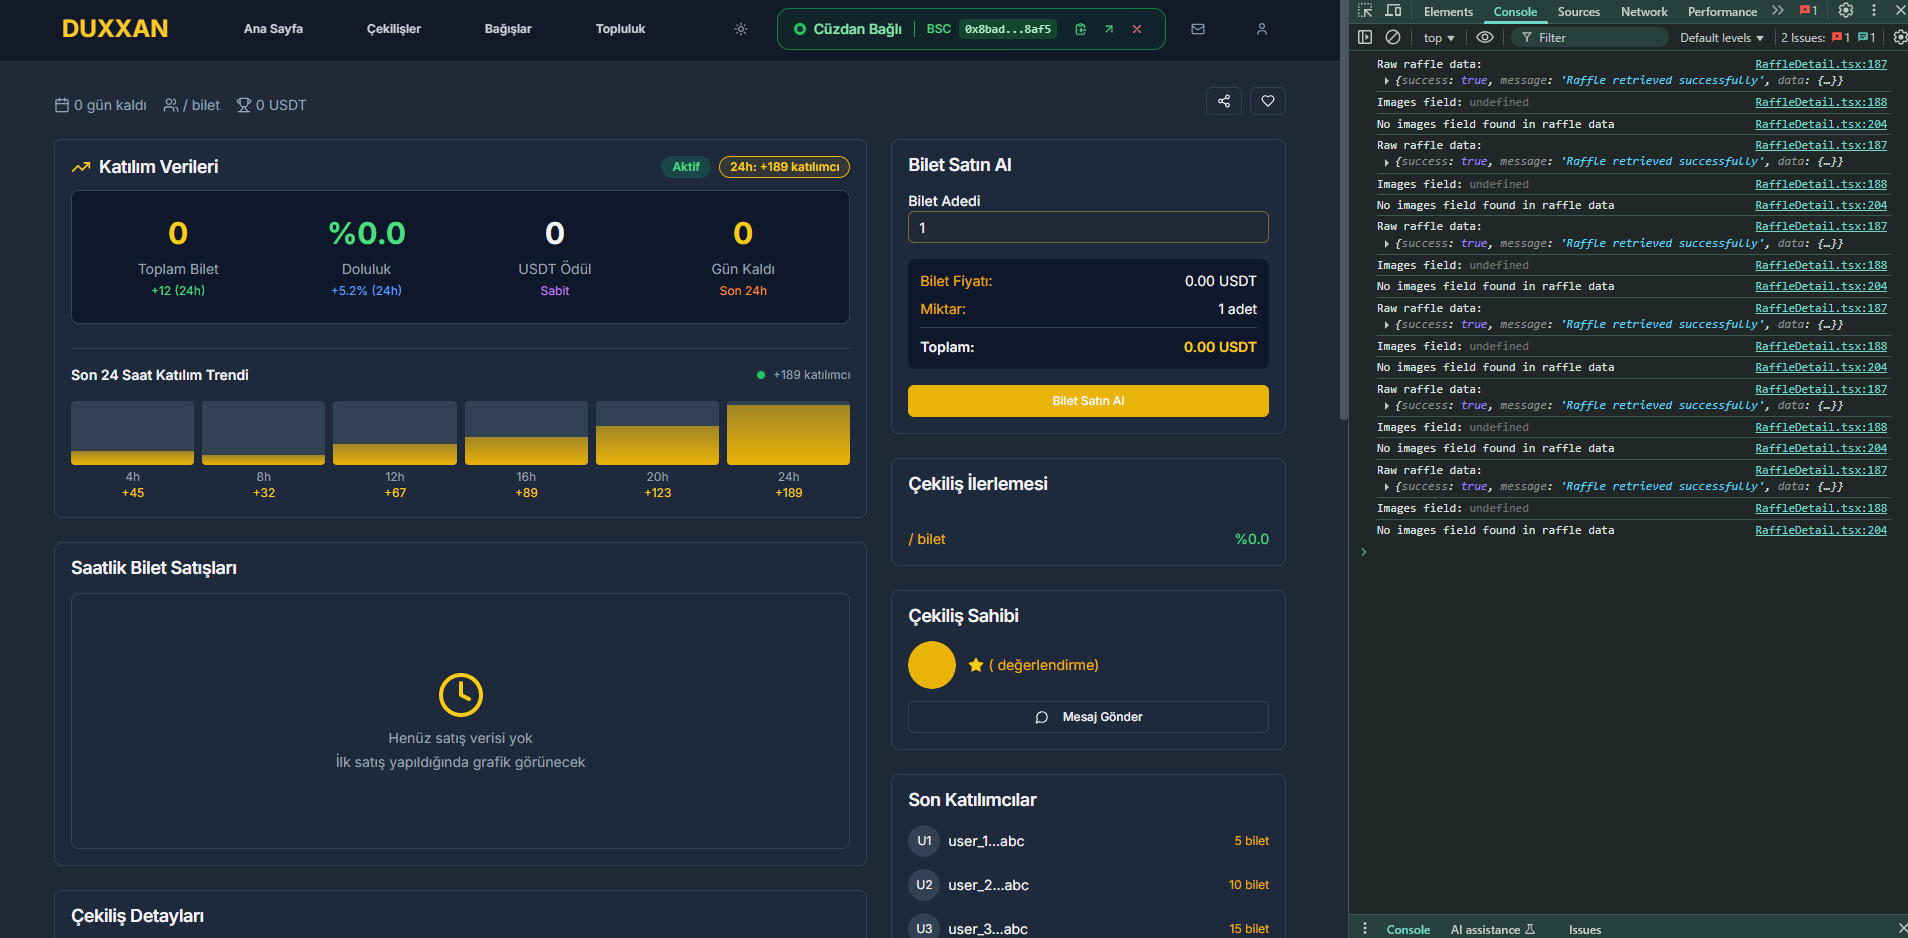 DUXXAN
Ana Sayfa
Çekilişler
Bağışlar
Topluluk
Cüzdan Bağlı
BSC
0x8bad...8af5
0 gün kaldı
/ bilet
0 USDT
Katılım Verileri
Aktif
24h: +189 katılımcı
0
%0.0
0
0
Toplam Bilet
Doluluk
USDT Ödül
Gün Kaldı
+12 (24h)
+5.2% (24h)
Sabit
Son 24h
Son 24 Saat Katılım Trendi
+189 katılımcı
4h
8h
12h
16h
20h
24h
+45
+32
+67
+89
+123
+189
Saatlik Bilet Satışları
Henüz satış verisi yok
İlk satış yapıldığında grafik görünecek
Çekiliş Detayları
Bilet Satın Al
Bilet Adedi
1
Bilet Fiyatı:
0.00 USDT
Miktar:
1 adet
Toplam:
0.00 USDT
Bilet Satın Al
Çekiliş İlerlemesi
/ bilet
%0.0
Çekiliş Sahibi
( değerlendirme)
Mesaj Gönder
Son Katılımcılar
U1
user_1...abc
5 bilet
U2
user_2...abc
10 bilet
U3
user_3...abc
15 bilet
Elements
Console
Sources
Network
Performance
1
top
Filter
Default levels
2 Issues:
1
1
Raw raffle data: RaffleDetail.tsx:187
{success: true, message: 'Raffle retrieved successfully', data: {…}}
Images field: undefined RaffleDetail.tsx:188
No images field found in raffle data RaffleDetail.tsx:204
Raw raffle data: RaffleDetail.tsx:187
{success: true, message: 'Raffle retrieved successfully', data: {…}}
Images field: undefined RaffleDetail.tsx:188
No images field found in raffle data RaffleDetail.tsx:204
Raw raffle data: RaffleDetail.tsx:187
{success: true, message: 'Raffle retrieved successfully', data: {…}}
Images field: undefined RaffleDetail.tsx:188
No images field found in raffle data RaffleDetail.tsx:204
Raw raffle data: RaffleDetail.tsx:187
{success: true, message: 'Raffle retrieved successfully', data: {…}}
Images field: undefined RaffleDetail.tsx:188
No images field found in raffle data RaffleDetail.tsx:204
Raw raffle data: RaffleDetail.tsx:187
{success: true, message: 'Raffle retrieved successfully', data: {…}}
Images field: undefined RaffleDetail.tsx:188
No images field found in raffle data RaffleDetail.tsx:204
Raw raffle data: RaffleDetail.tsx:187
{success: true, message: 'Raffle retrieved successfully', data: {…}}
Images field: undefined RaffleDetail.tsx:188
No images field found in raffle data RaffleDetail.tsx:204
Console
AI assistance
Issues